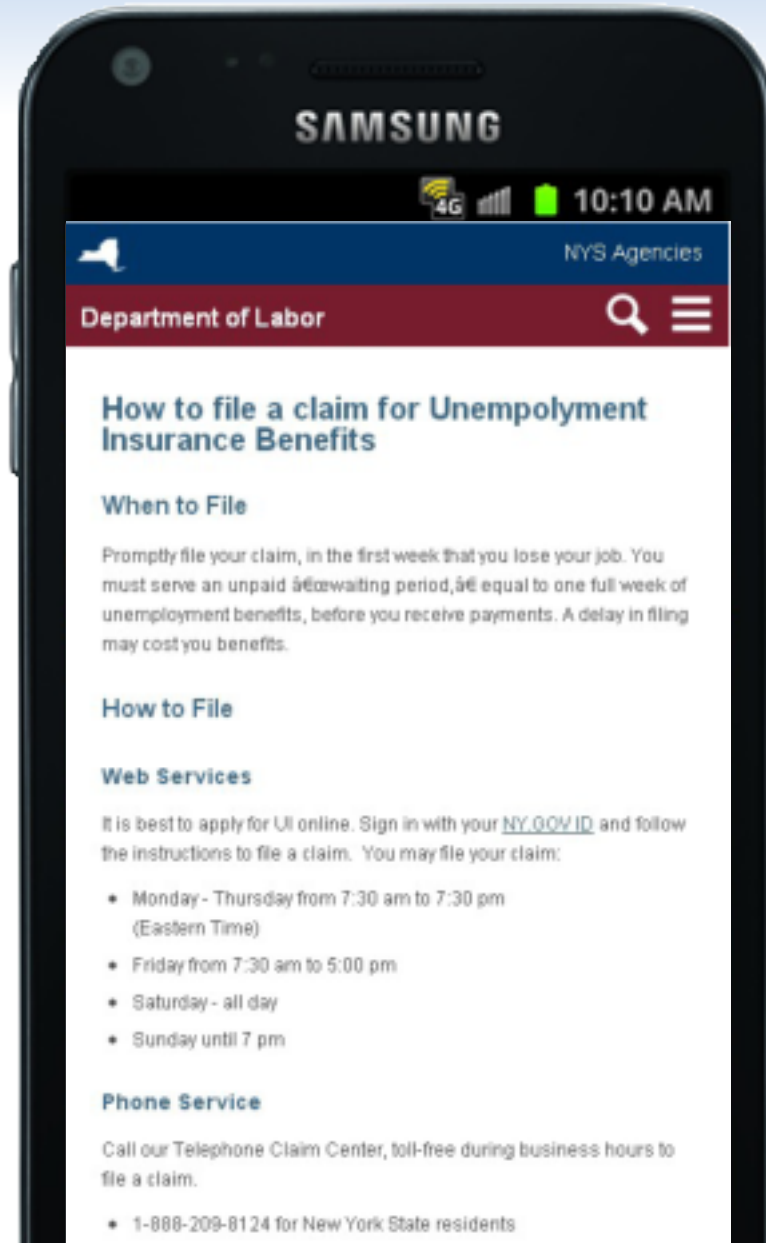 SAMSUNG
4G 10:10 AM
NYS Agencies
Department of Labor
How to file a claim for Unempolyment
Insurance Benefits
When to File
Promptly file your claim, in the first week that you lose your job. You
must serve an unpaid â€œwaiting period,â€ equal to one full week of
unemployment benefits, before you receive payments. A delay in filing
may cost you benefits.
How to File
Web Services
It is best to apply for UI online. Sign in with your NY.GOV ID and follow
the instructions to file a claim. You may file your claim:
• Monday - Thursday from 7:30 am to 7:30 pm
(Eastern Time)
• Friday from 7:30 am to 5:00 pm
• Saturday - all day
• Sunday until 7 pm
Phone Service
Call our Telephone Claim Center, toll-free during business hours to
file a claim.
• 1-888-209-8124 for New York State residents